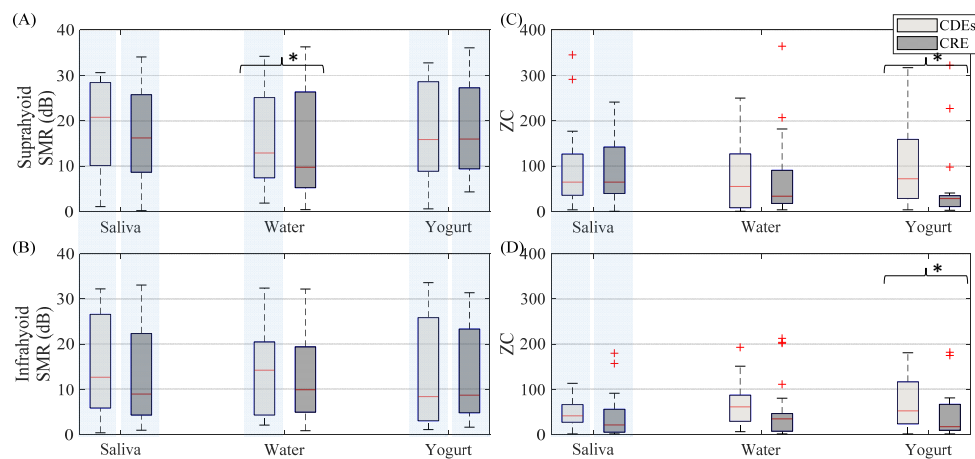 (A)
Suprahyoid
SMR (dB)
40
30
20
10
0
*
Saliva
Water
Yogurt
(C)
ZC
400
300
200
100
0
CDEs
CRE
*
Saliva
Water
Yogurt
(B)
Infrahyoid
SMR (dB)
40
30
20
10
0
Saliva
Water
Yogurt
(D)
ZC
400
300
200
100
0
*
Saliva
Water
Yogurt